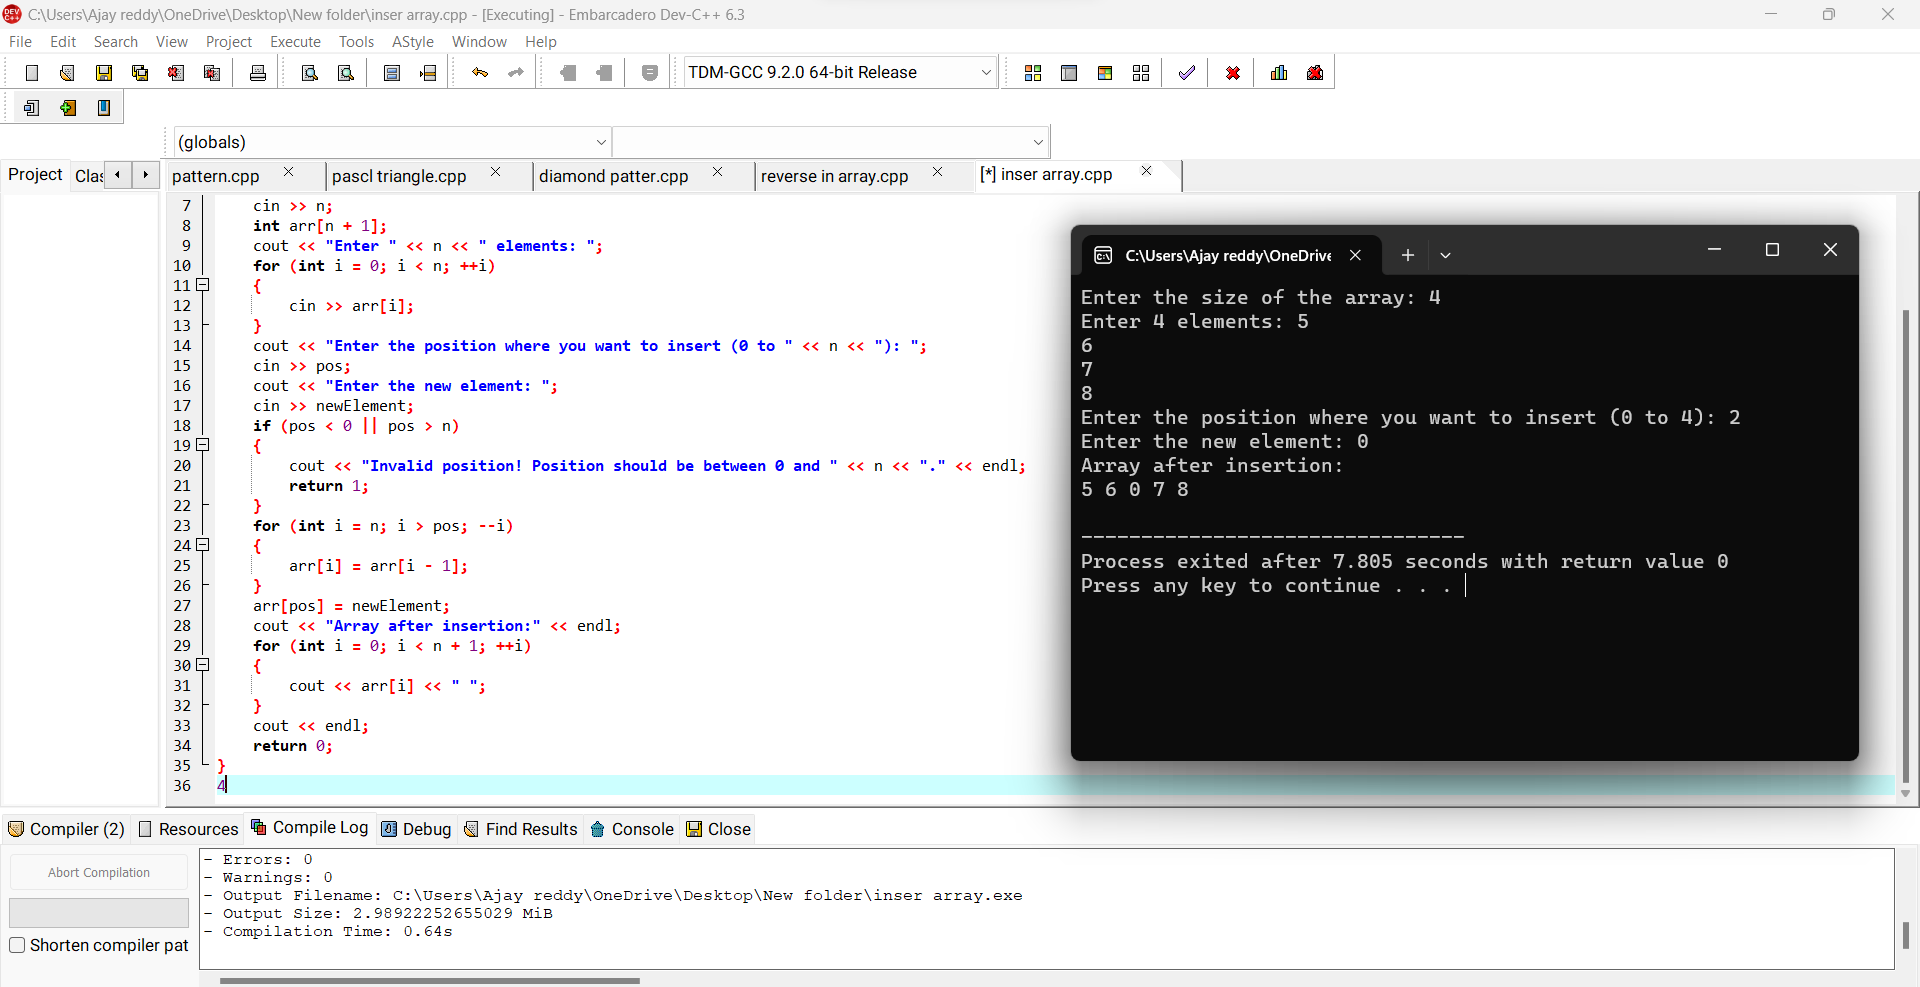 C:\Users\Ajay reddy\OneDrive\Desktop\New folder\inser array.cpp - [Executing] - Embarcadero Dev-C++ 6.3
File Edit Search View Project Execute Tools AStyle Window Help
TDM-GCC 9.2.0 64-bit Release
(globals)
Project Clas
pattern.cpp pascl triangle.cpp diamond patter.cpp reverse in array.cpp [*] inser array.cpp
7 cin >> n;
8 int arr[n + 1];
9 cout << "Enter " << n << " elements: ";
10 for (int i = 0; i < n; ++i)
11 {
12 cin >> arr[i];
13 }
14 cout << "Enter the position where you want to insert (0 to " << n << "): ";
15 cin >> pos;
16 cout << "Enter the new element: ";
17 cin >> newElement;
18 if (pos < 0 || pos > n)
19 {
20 cout << "Invalid position! Position should be between 0 and " << n << "." << endl;
21 return 1;
22 }
23 for (int i = n; i > pos; --i)
24 {
25 arr[i] = arr[i - 1];
26 }
27 arr[pos] = newElement;
28 cout << "Array after insertion:" << endl;
29 for (int i = 0; i < n + 1; ++i)
30 {
31 cout << arr[i] << " ";
32 }
33 cout << endl;
34 return 0;
35 }
36 4
C:\Users\Ajay reddy\OneDrive
Enter the size of the array: 4
Enter 4 elements: 5
6
7
8
Enter the position where you want to insert (0 to 4): 2
Enter the new element: 0
Array after insertion:
5 6 0 7 8
--------------------------------
Process exited after 7.805 seconds with return value 0
Press any key to continue . . .
Compiler (2) Resources Compile Log Debug Find Results Console Close
Abort Compilation
Shorten compiler pat
- Errors: 0
- Warnings: 0
- Output Filename: C:\Users\Ajay reddy\OneDrive\Desktop\New folder\inser array.exe
- Output Size: 2.98922252655029 MiB
- Compilation Time: 0.64s